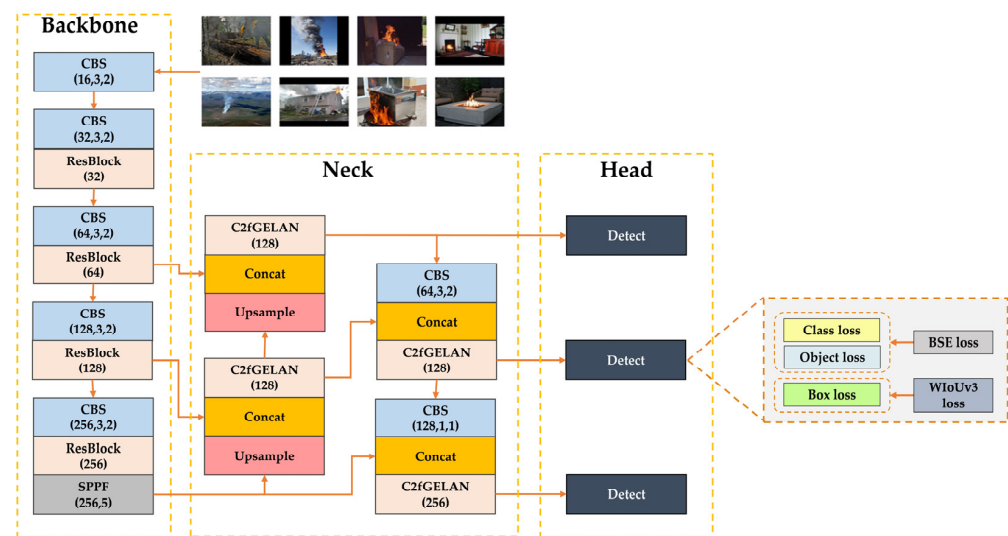 Backbone
CBS
(16,3,2)
CBS
(32,3,2)
ResBlock
(32)
CBS
(64,3,2)
ResBlock
(64)
CBS
(128,3,2)
ResBlock
(128)
CBS
(256,3,2)
ResBlock
(256)
SPPF
(256,5)
Neck
C2fGELAN
(128)
Concat
Upsample
C2fGELAN
(128)
Concat
Upsample
CBS
(64,3,2)
Concat
C2fGELAN
(128)
CBS
(128,1,1)
Concat
C2fGELAN
(256)
Head
Detect
Detect
Detect
Class loss
Object loss
BSE loss
Box loss
WIoUv3
loss